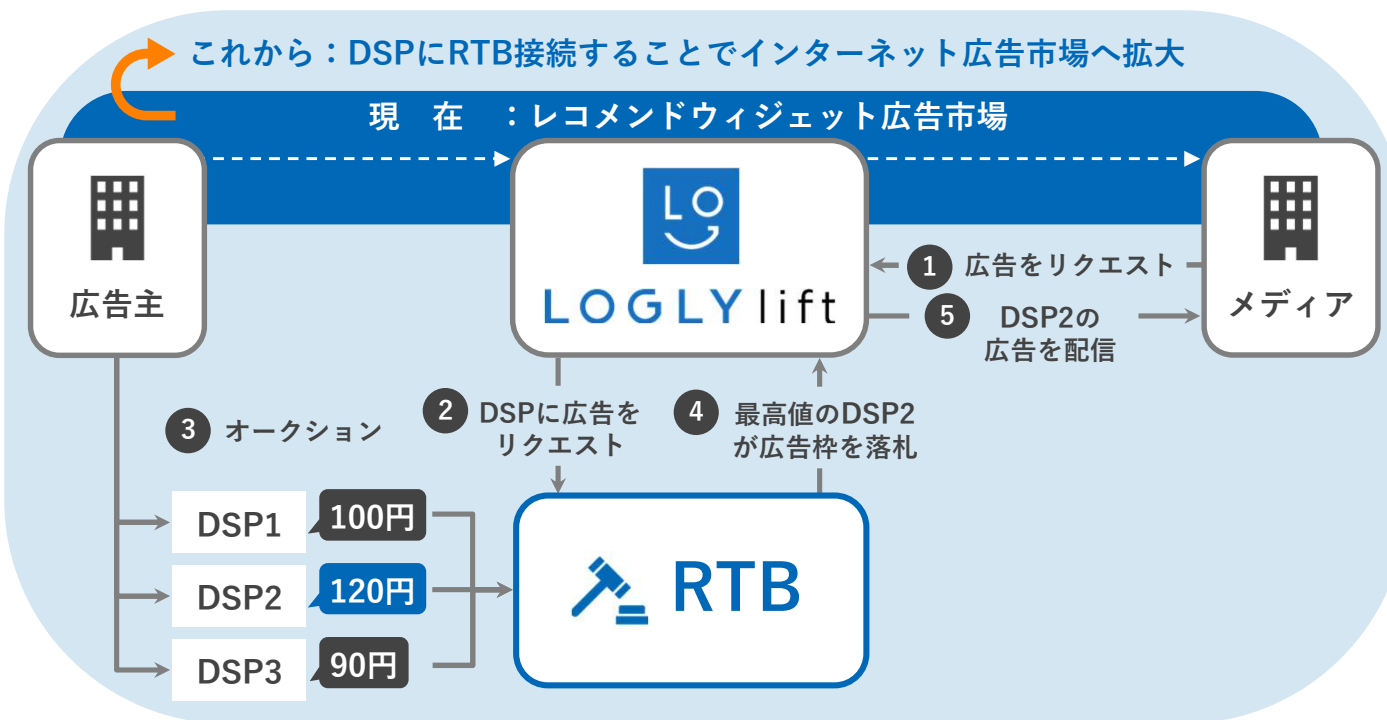 これから：DSPにRTB接続することでインターネット広告市場へ拡大
現　在　：レコメンドウィジェット広告市場
広告主
LO
LOGLY lift
メディア
1 広告をリクエスト
5 DSP2の
広告を配信
2 DSPに広告を
リクエスト
3 オークション
4 最高値のDSP2
が広告枠を落札
DSP1 100円
DSP2 120円
DSP3 90円
RTB